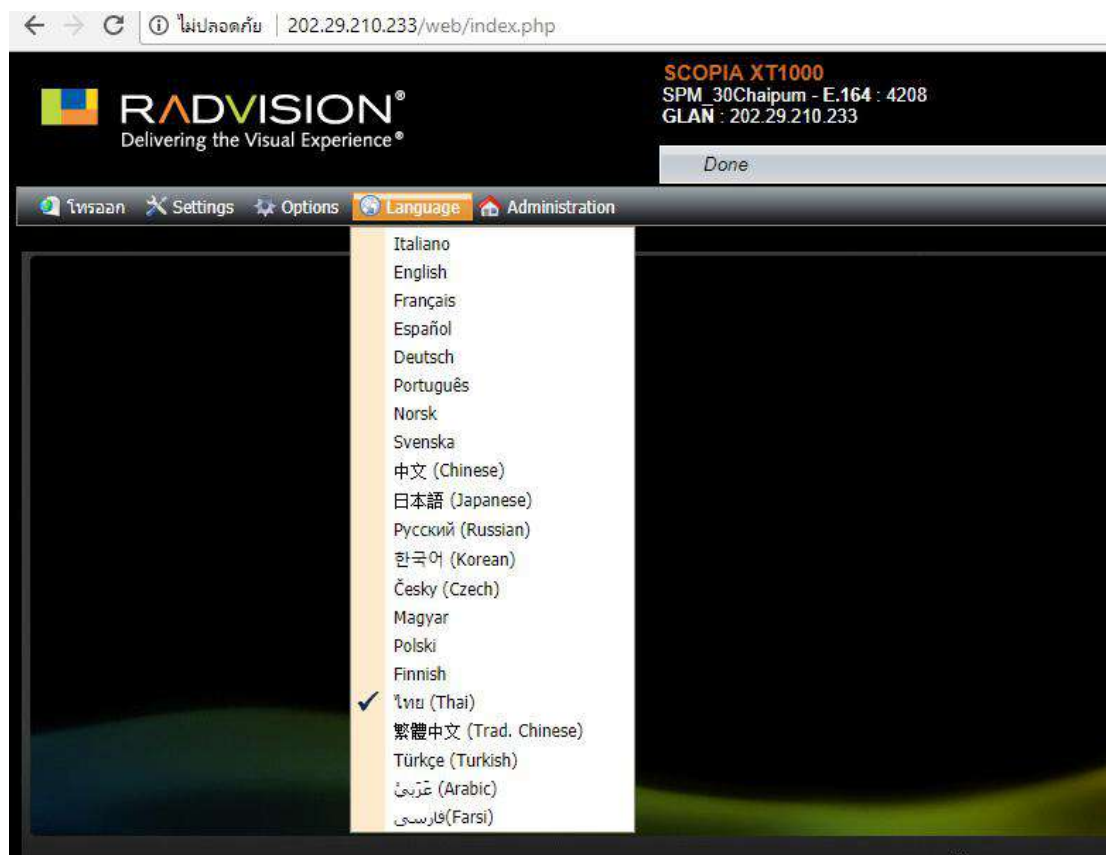 ไม่ปลอดภัย | 202.29.210.233/web/index.php
RADVISION®
Delivering the Visual Experience®
SCOPIA XT1000
SPM_30Chaipum - E.164 : 4208
GLAN : 202.29.210.233
Done
โทรออก Settings Options Language Administration
Italiano
English
Français
Español
Deutsch
Português
Norsk
Svenska
中文 (Chinese)
日本語 (Japanese)
Русский (Russian)
한국어 (Korean)
Česky (Czech)
Magyar
Polski
Finnish
ไทย (Thai)
繁體中文 (Trad. Chinese)
Türkçe (Turkish)
عَرَبيْ (Arabic)
فارسی(Farsi)